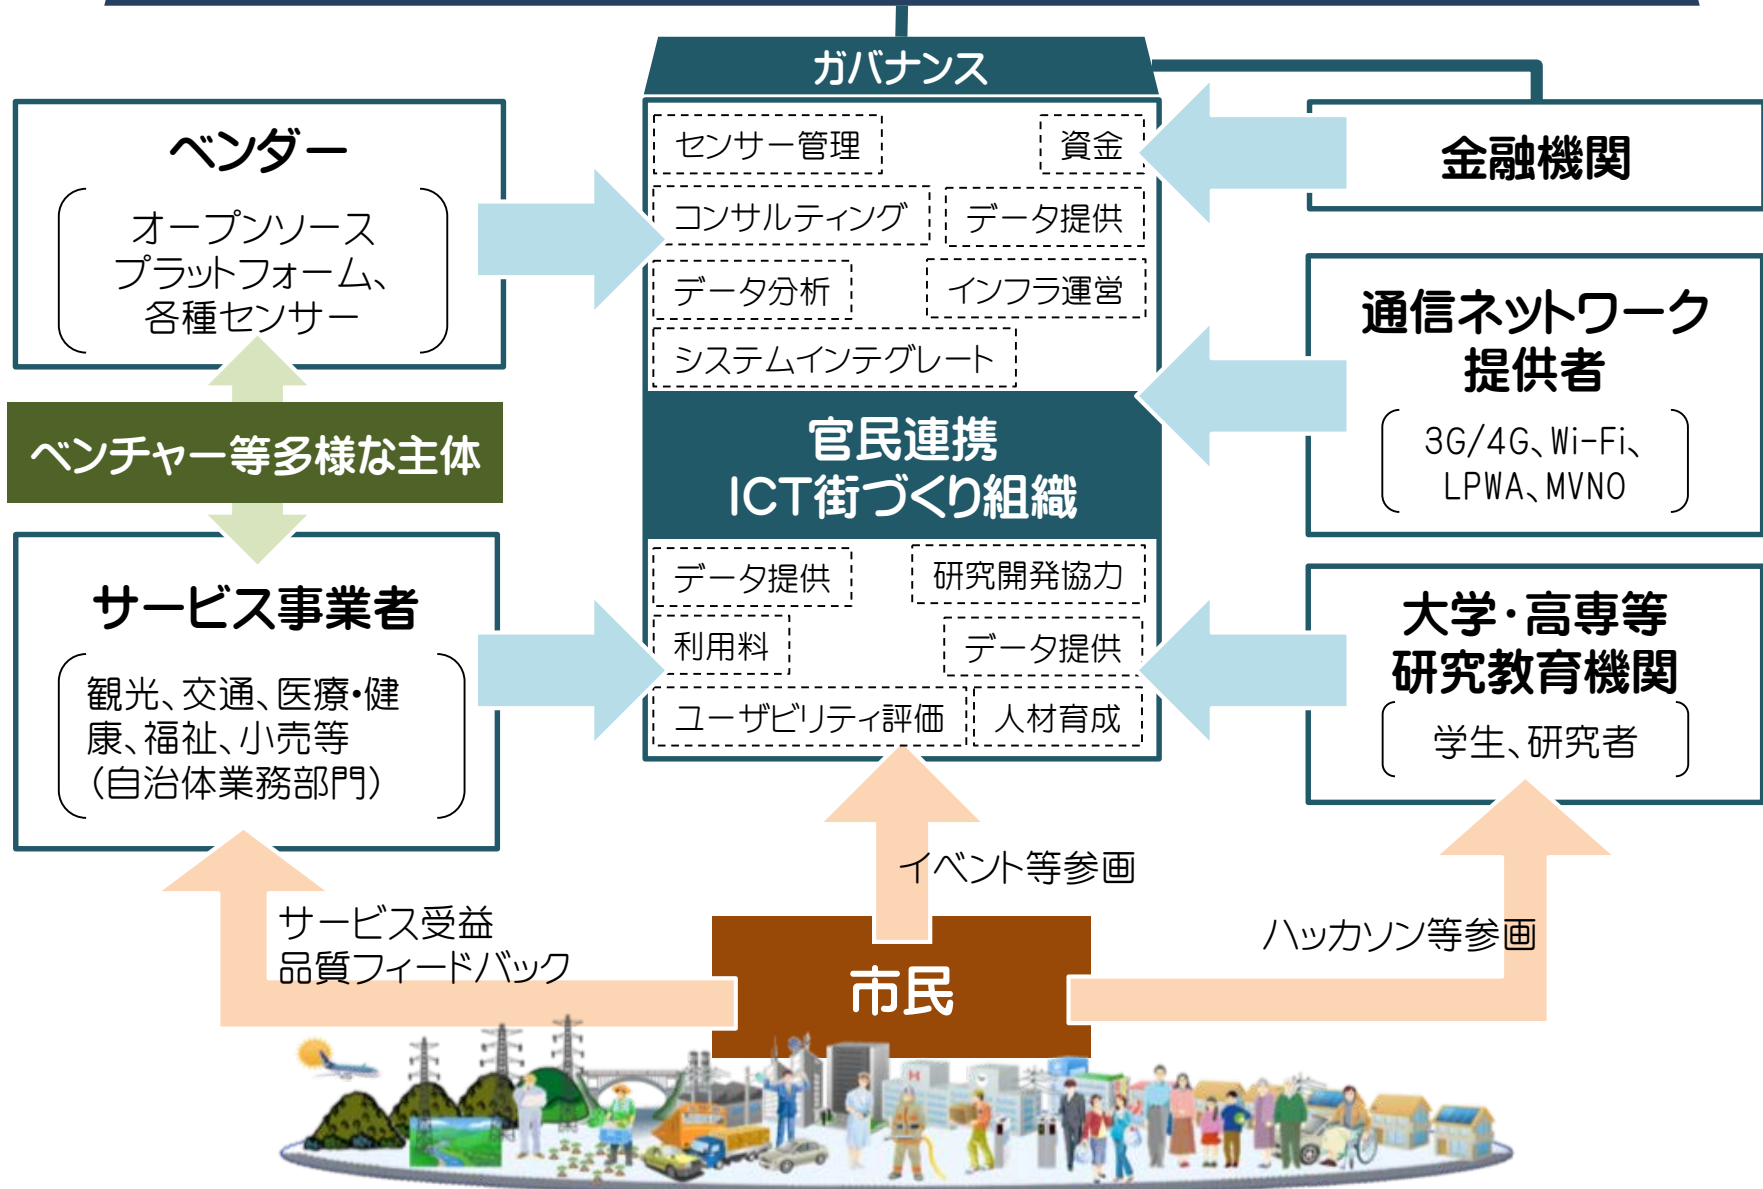 ガバナンス
ベンダー
オープンソース
プラットフォーム、
各種センサー
ベンチャー等多様な主体
サービス事業者
観光、交通、医療・健
康、福祉、小売等
(自治体業務部門)
センサー管理
資金
コンサルティング
データ提供
データ分析
インフラ運営
システムインテグレート
官民連携
ICT街づくり組織
データ提供
研究開発協力
利用料
データ提供
ユーザビリティ評価
人材育成
金融機関
通信ネットワーク
提供者
3G/4G、Wi-Fi、
LPWA、MVNO
大学・高専等
研究教育機関
学生、研究者
サービス受益
品質フィードバック
イベント等参画
ハッカソン等参画
市民
H